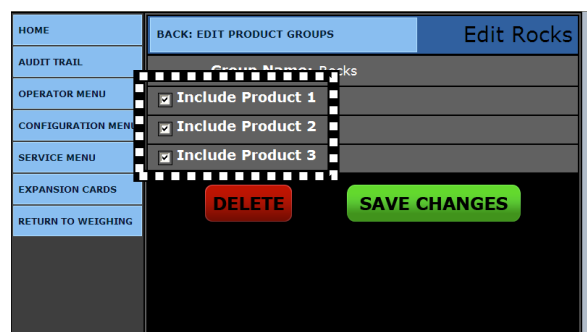 HOME
BACK: EDIT PRODUCT GROUPS
Edit Rocks
AUDIT TRAIL
Group Name: Rocks
OPERATOR MENU
Include Product 1
CONFIGURATION MENU
Include Product 2
SERVICE MENU
Include Product 3
EXPANSION CARDS
DELETE
SAVE CHANGES
RETURN TO WEIGHING